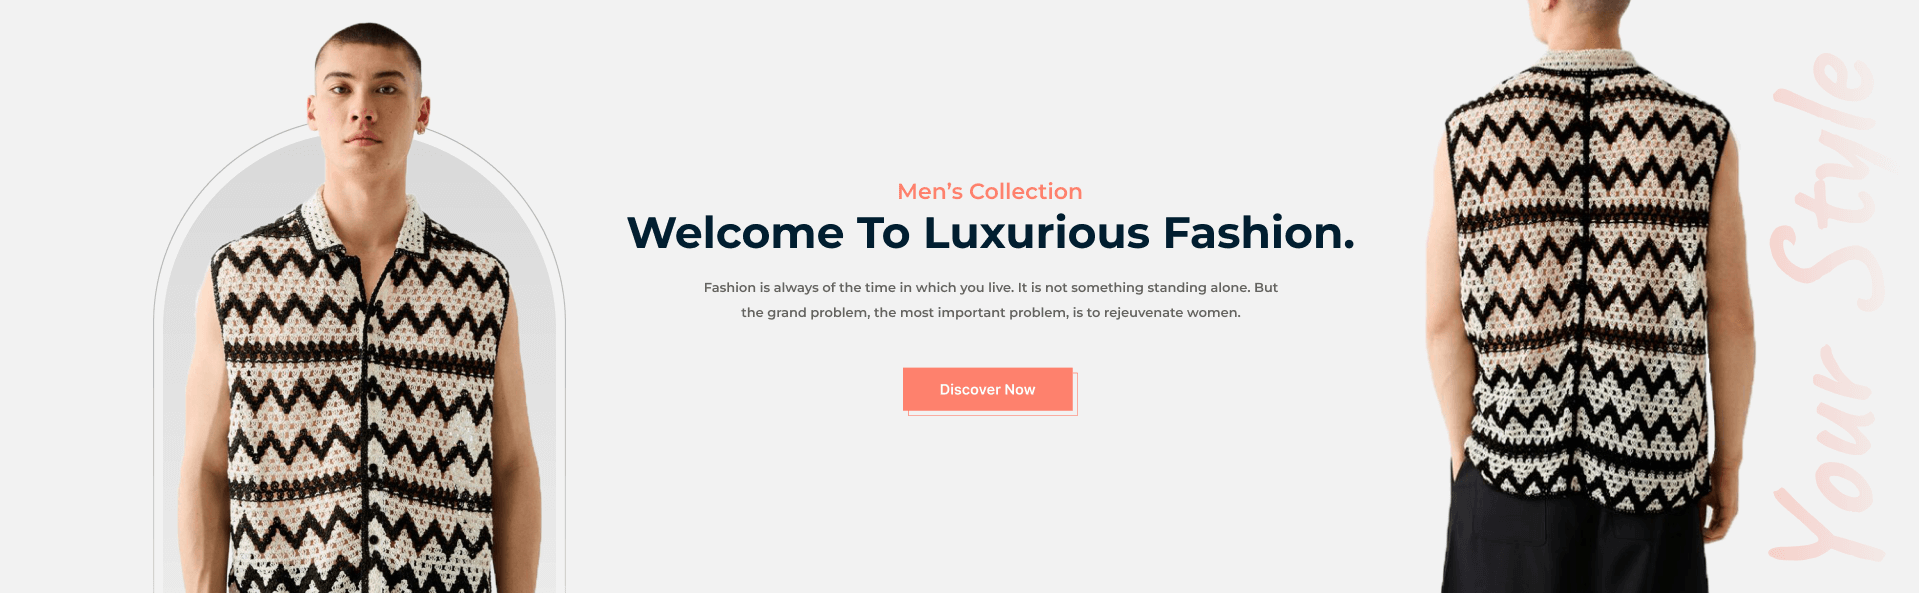 Men’s Collection
Welcome To Luxurious Fashion.
Fashion is always of the time in which you live. It is not something standing alone. But
the grand problem, the most important problem, is to rejeuvenate women.
Discover Now
Your Style